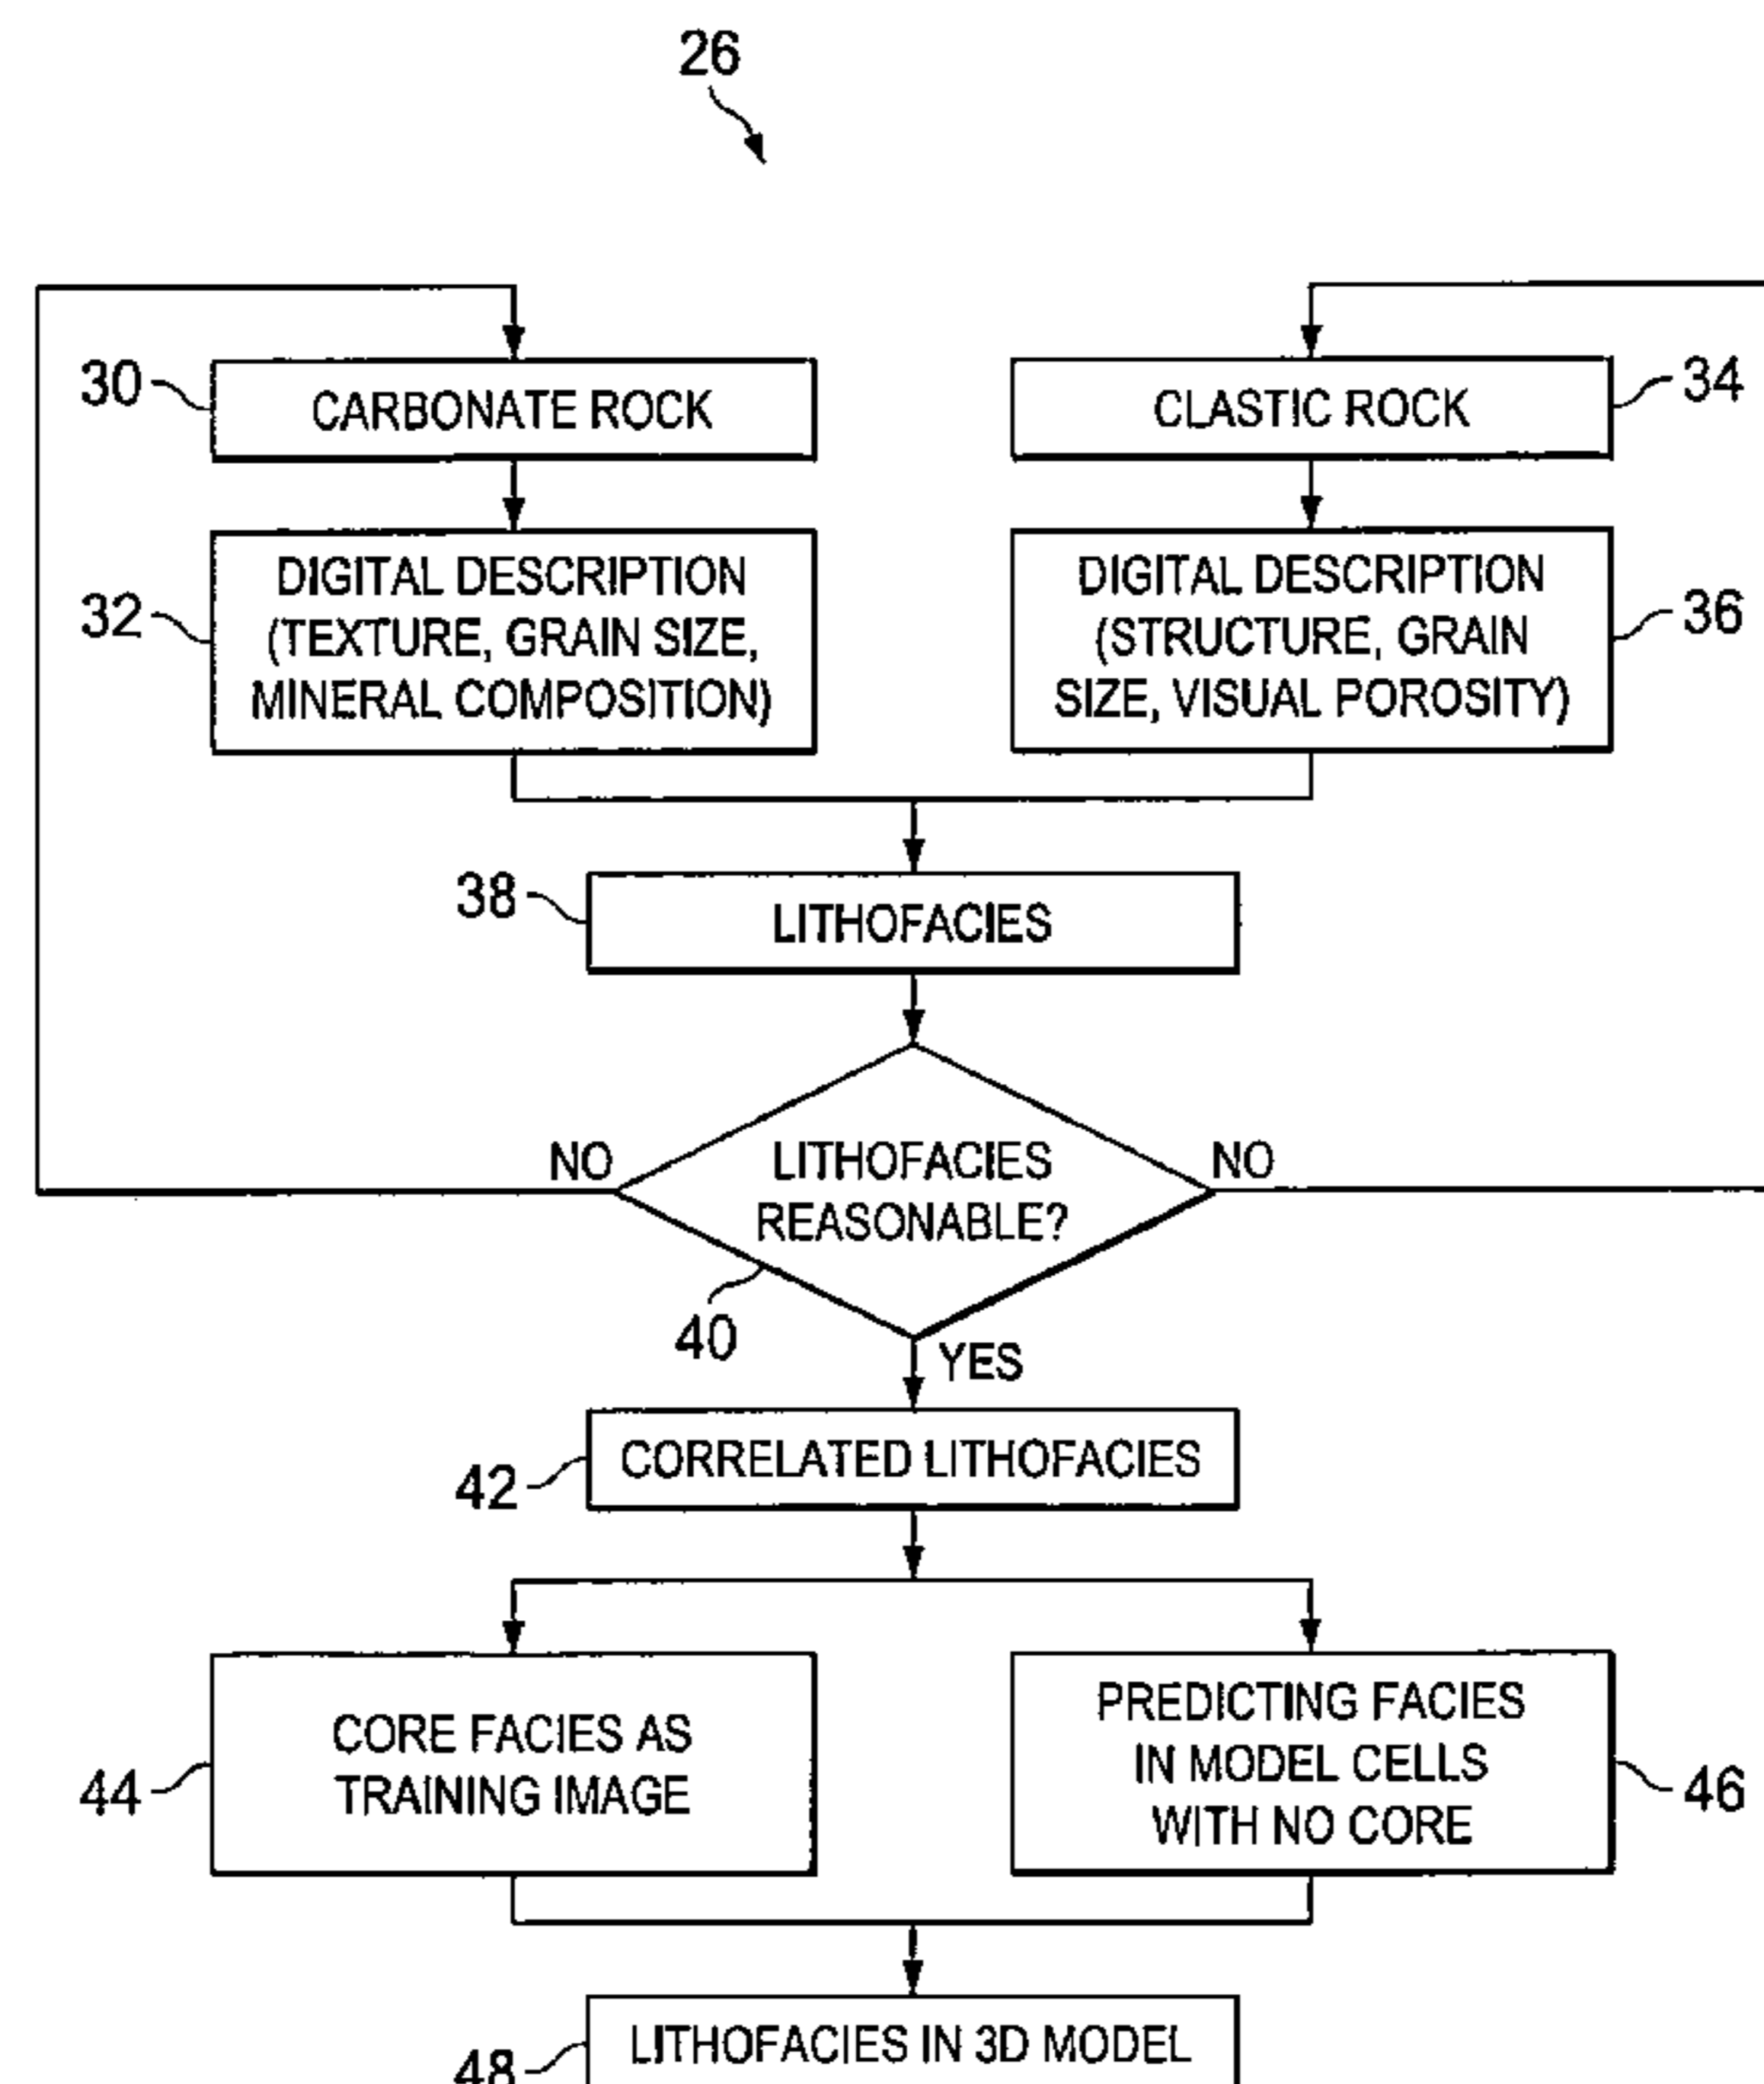 26
30
CARBONATE ROCK
CLASTIC ROCK
34
32
DIGITAL DESCRIPTION
(TEXTURE, GRAIN SIZE,
MINERAL COMPOSITION)
DIGITAL DESCRIPTION
(STRUCTURE, GRAIN
SIZE, VISUAL POROSITY)
36
38
LITHOFACIES
NO
LITHOFACIES
REASONABLE?
NO
40
YES
42
CORRELATED LITHOFACIES
44
CORE FACIES AS
TRAINING IMAGE
PREDICTING FACIES
IN MODEL CELLS
WITH NO CORE
46
48
LITHOFACIES IN 3D MODEL